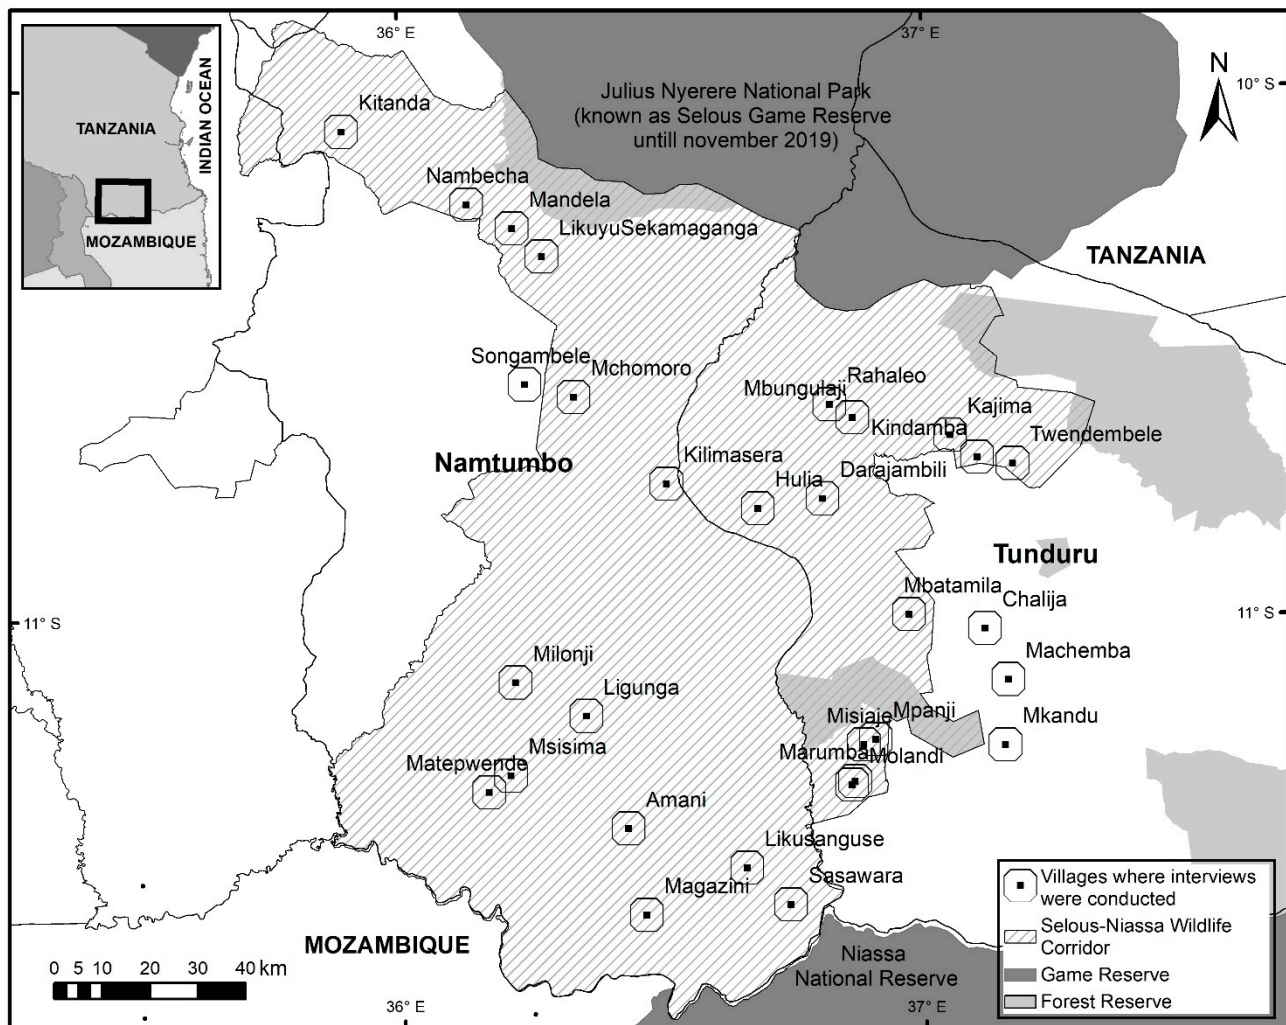 36° E
37° E
TANZANIA
INDIAN OCEAN
MOZAMBIQUE
Julius Nyerere National Park
(known as Selous Game Reserve
untill november 2019)
N
10° S
Kitanda
Nambecha
Mandela
LikuyuSekamaganga
TANZANIA
Songambele
Mchomoro
Mbungulaji
Rahaleo
Kindamba
Kajima
Twendembele
Namtumbo
Kilimasera
Hulia
Darajambili
Tunduru
Mbatamila
Chalija
11° S
11° S
Machemba
Milonji
Ligunga
Misiaje
Mpanji
Mkandu
Marumba
Molandi
Matepwende
Msisima
Amani
Likusanguse
Magazini
Sasawara
MOZAMBIQUE
Niassa
National Reserve
0 5 10 20 30 40 km
36° E
37° E
Villages where interviews
were conducted
Selous-Niassa Wildlife
Corridor
Game Reserve
Forest Reserve